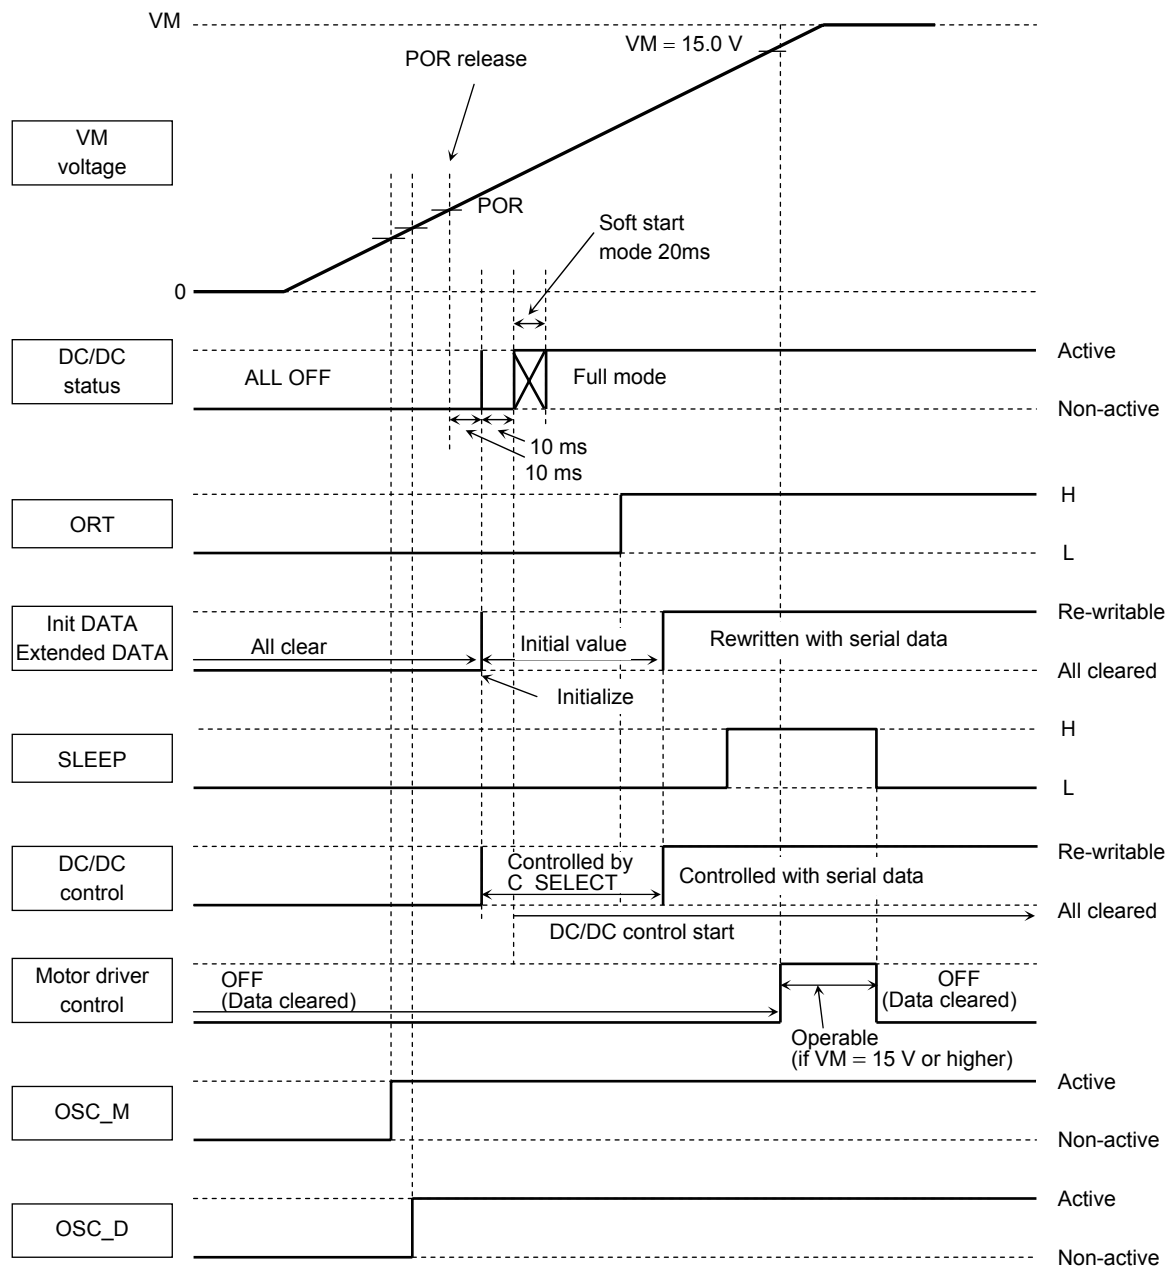 VM
VM = 15.0 V
POR release
VM
voltage
POR
Soft start
mode 20ms
0
DC/DC
status
ALL OFF
Full mode
Active
Non-active
10 ms
10 ms
ORT
H
L
Init DATA
Extended DATA
All clear
Initial value
Rewritten with serial data
Re-writable
All cleared
Initialize
SLEEP
H
L
DC/DC
control
Controlled by
C_SELECT
Controlled with serial data
Re-writable
All cleared
DC/DC control start
Motor driver
control
OFF
(Data cleared)
OFF
(Data cleared)
Operable
(if VM = 15 V or higher)
OSC_M
Active
Non-active
OSC_D
Active
Non-active